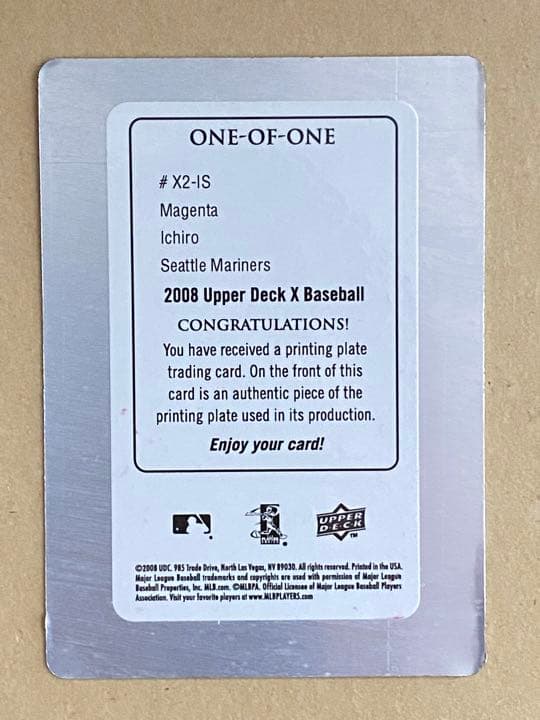 ONE-OF-ONE
# X2-IS
Magenta
Ichiro
Seattle Mariners
2008 Upper Deck X Baseball
CONGRATULATIONS!
You have received a printing plate
trading card. On the front of this
card is an authentic piece of the
printing plate used in its production.
Enjoy your card!
UPPER
DECK
TM
©2008 UDC. 985 Trade Drive, North Las Vegas, NV 89030. All rights reserved. Printed in the USA.
Major League Baseball trademarks and copyrights are used with permission of Major League
Baseball Properties, Inc. MLB.com. ©MLBPA. Official Licensee of Major League Baseball Players
Association. Visit your favorite players at www.MLBPLAYERS.com